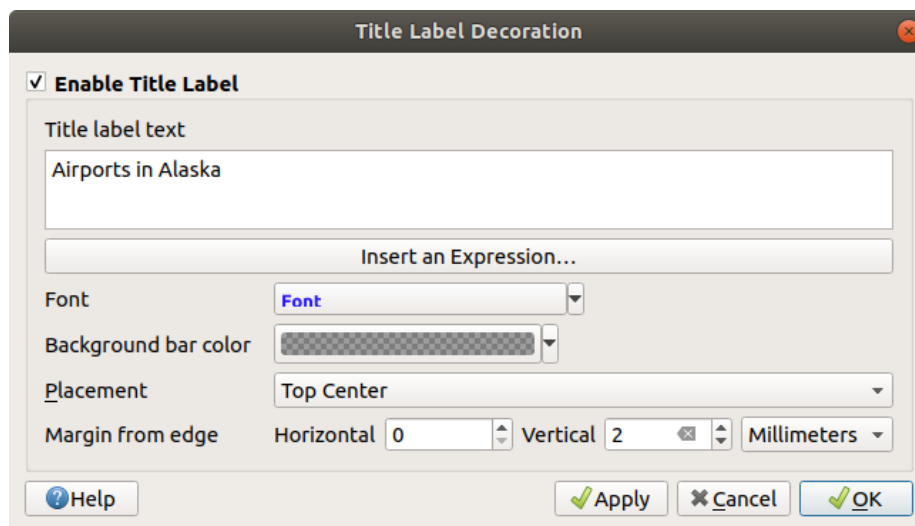 Title Label Decoration
Enable Title Label
Title label text
Airports in Alaska
Insert an Expression...
Font Font
Background bar color
Placement Top Center
Margin from edge Horizontal 0 Vertical 2 Millimeters
Help Apply Cancel OK